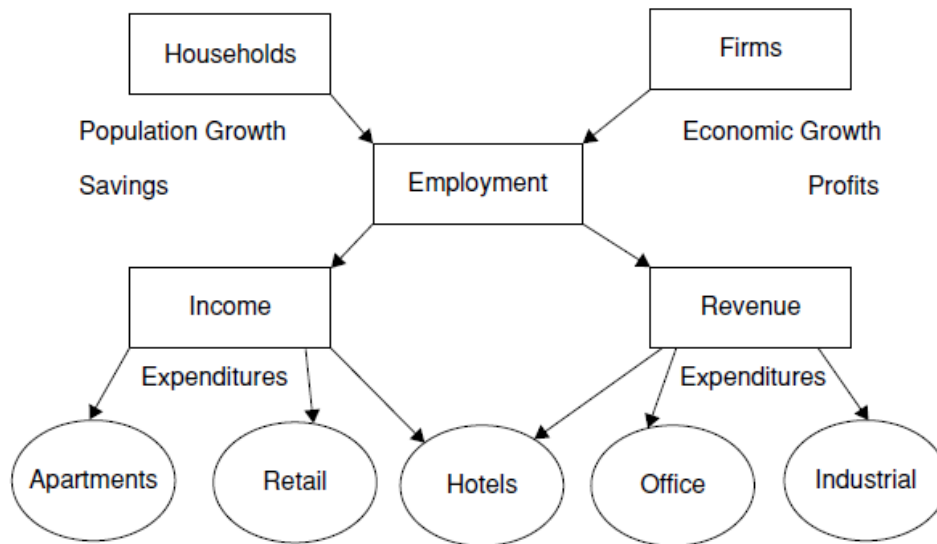 Households
Firms
Population Growth
Economic Growth
Savings
Employment
Profits
Income
Revenue
Expenditures
Expenditures
Apartments
Retail
Hotels
Office
Industrial